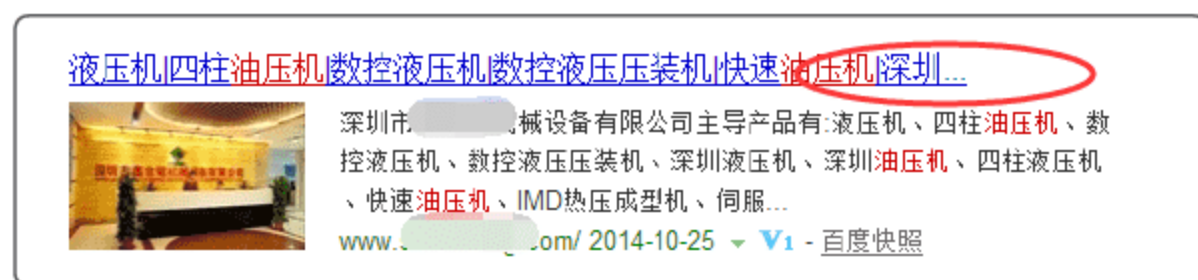 液压机|四柱油压机|数控液压机|数控液压压装机|快速油压机|深圳...
深圳市 械设备有限公司主导产品有:液压机、四柱油压机、数
控液压机、数控液压压装机、深圳液压机、深圳油压机、四柱液压机
、快速油压机、IMD热压成型机、伺服...
www. om/ 2014-10-25 V1 - 百度快照